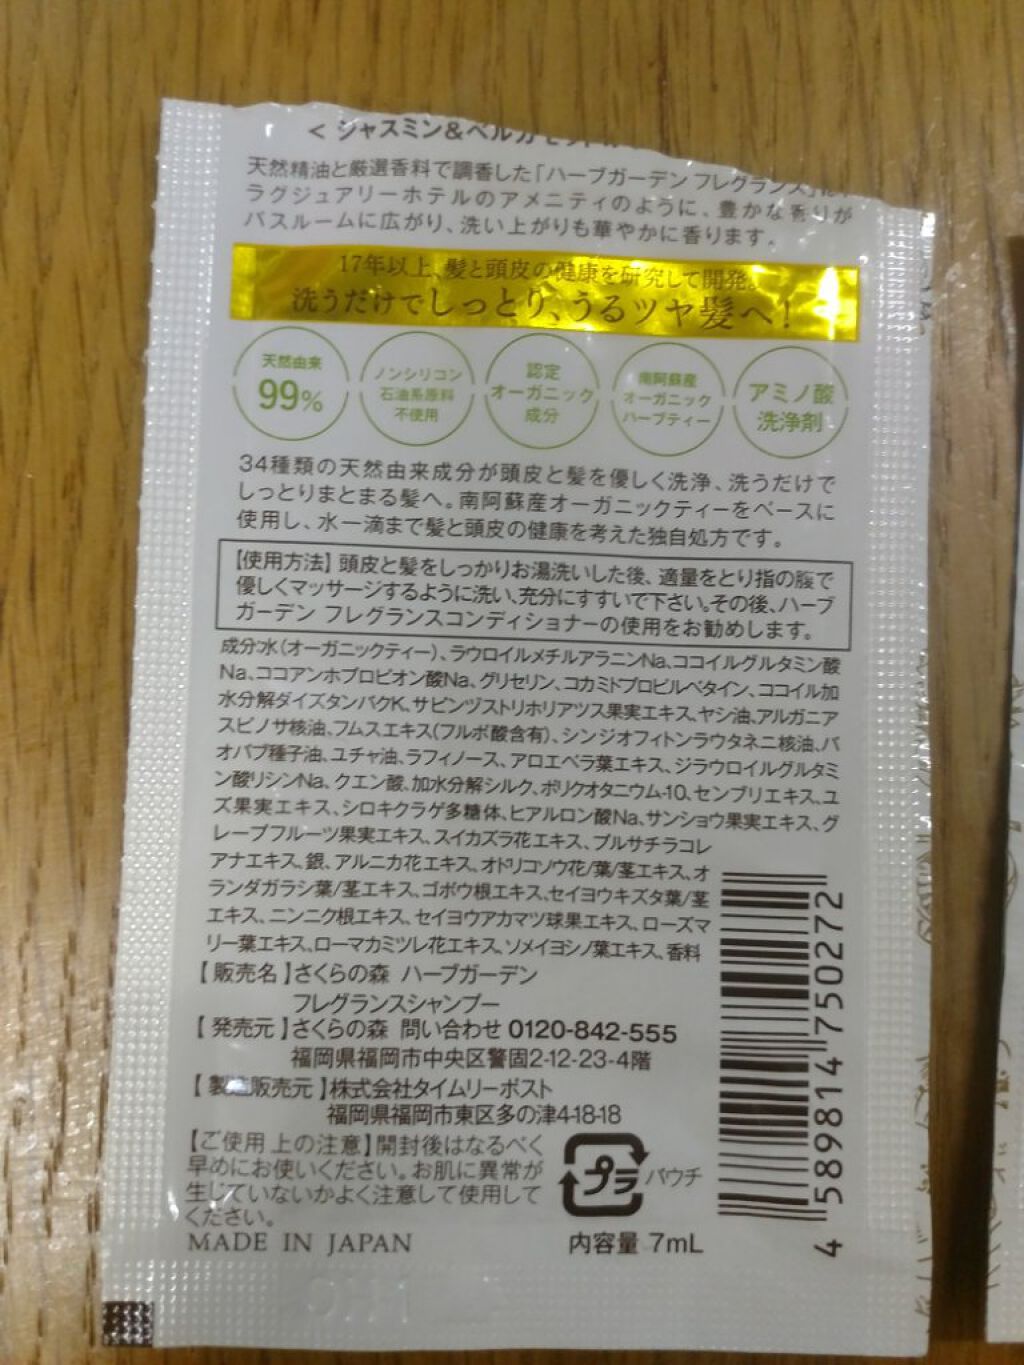 < ジャスミン&ベルガモット
天然精油と厳選香料で調香した「ハーブガーデン フレグランス」は、
ラグジュアリーホテルのアメニティのように、豊かな香りが
バスルームに広がり、洗い上がりも華やかに香ります。
17年以上、髪と頭皮の健康を研究して開発。
洗うだけでしっとり、うるツヤ髪へ!
天然由来
99%
ノンシリコン
石油系原料
不使用
認定
オーガニック
成分
南阿蘇産
オーガニック
ハーブティー
アミノ酸
洗浄剤
34種類の天然由来成分が頭皮と髪を優しく洗浄、洗うだけで
しっとりまとまる髪へ。南阿蘇産オーガニックティーをベースに
使用し、水一滴まで髪と頭皮の健康を考えた独自処方です。
【使用方法】頭皮と髪をしっかりお湯洗いした後、適量をとり指の腹で
優しくマッサージするように洗い、充分にすすいで下さい。その後、ハーブ
ガーデン フレグランスコンディショナーの使用をお勧めします。
成分:水(オーガニックティー)、ラウロイルメチルアラニンNa、ココイルグルタミン酸
Na、ココアンホプロピオン酸Na、グリセリン、コカミドプロピルベタイン、ココイル加
水分解ダイズタンパクK、サピンヅストリホリアツス果実エキス、ヤシ油、アルガニア
スピノサ核油、フムスエキス(フルボ酸含有)、シンジオフィトンラウタネニ核油、バ
オバブ種子油、ユチャ油、ラフィノース、アロエベラ葉エキス、ジラウロイルグルタミ
ン酸リシンNa、クエン酸、加水分解シルク、ポリクオタニウム-10、センブリエキス、ユ
ズ果実エキス、シロキクラゲ多糖体、ヒアルロン酸Na、サンショウ果実エキス、グ
レープフルーツ果実エキス、スイカズラ花エキス、プルサチラコレ
アナエキス、銀、アルニカ花エキス、オドリコソウ花/葉/茎エキス、オ
ランダガラシ葉/茎エキス、ゴボウ根エキス、セイヨウキズタ葉/茎
エキス、ニンニク根エキス、セイヨウアカマツ球果エキス、ローズマ
リー葉エキス、ローマカミツレ花エキス、ソメイヨシノ葉エキス、香料
【販売名】さくらの森 ハーブガーデン
フレグランスシャンプー
【発売元】さくらの森 問い合わせ 0120-842-555
福岡県福岡市中央区警固2-12-23-4階
【製造販売元】株式会社タイムリーポスト
福岡県福岡市東区多の津4-18-18
【ご使用上の注意】開封後はなるべく
早めにお使いください。お肌に異常が
生じていないかよく注意して使用して
ください。
MADE IN JAPAN
プラ
パウチ
内容量 7mL
4589814750272